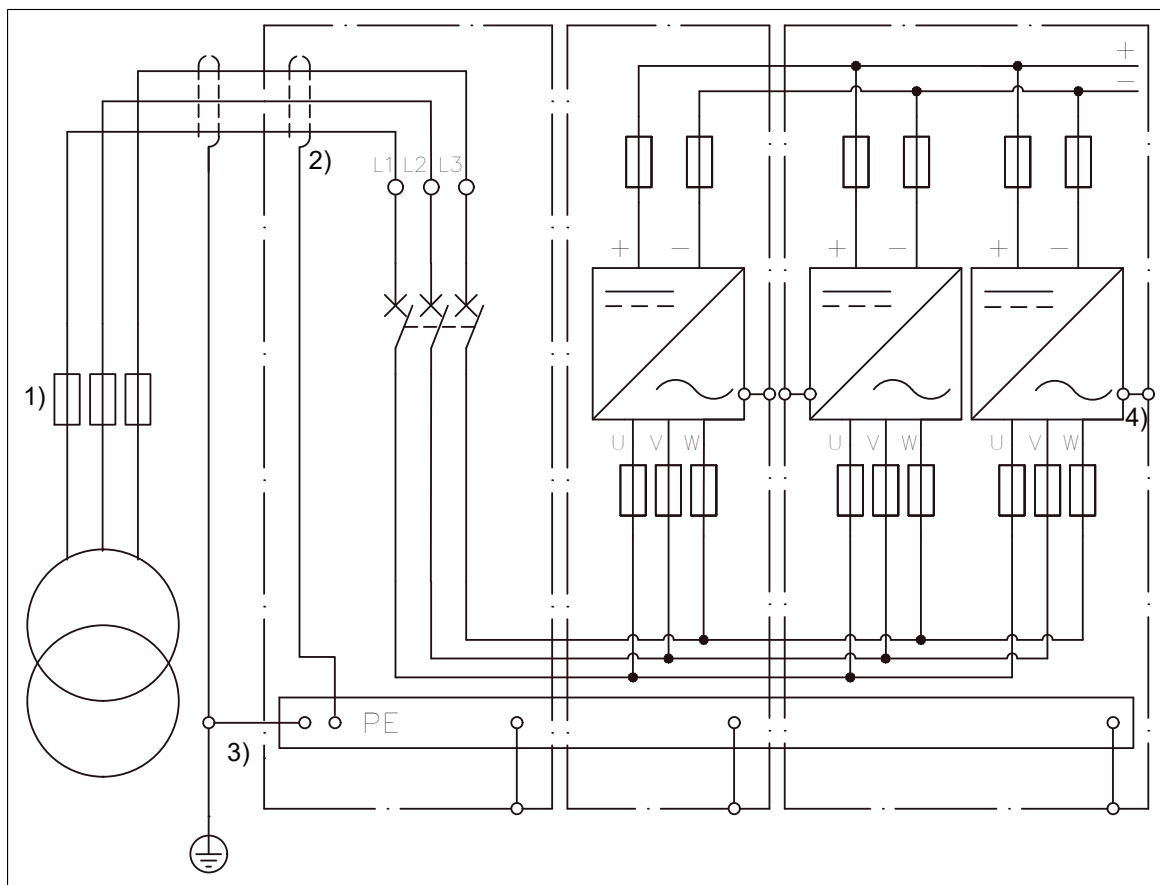 +
−
2)
L1 L2 L3
+ − + − + −
1)
4)
U V W U V W U V W
PE
3)